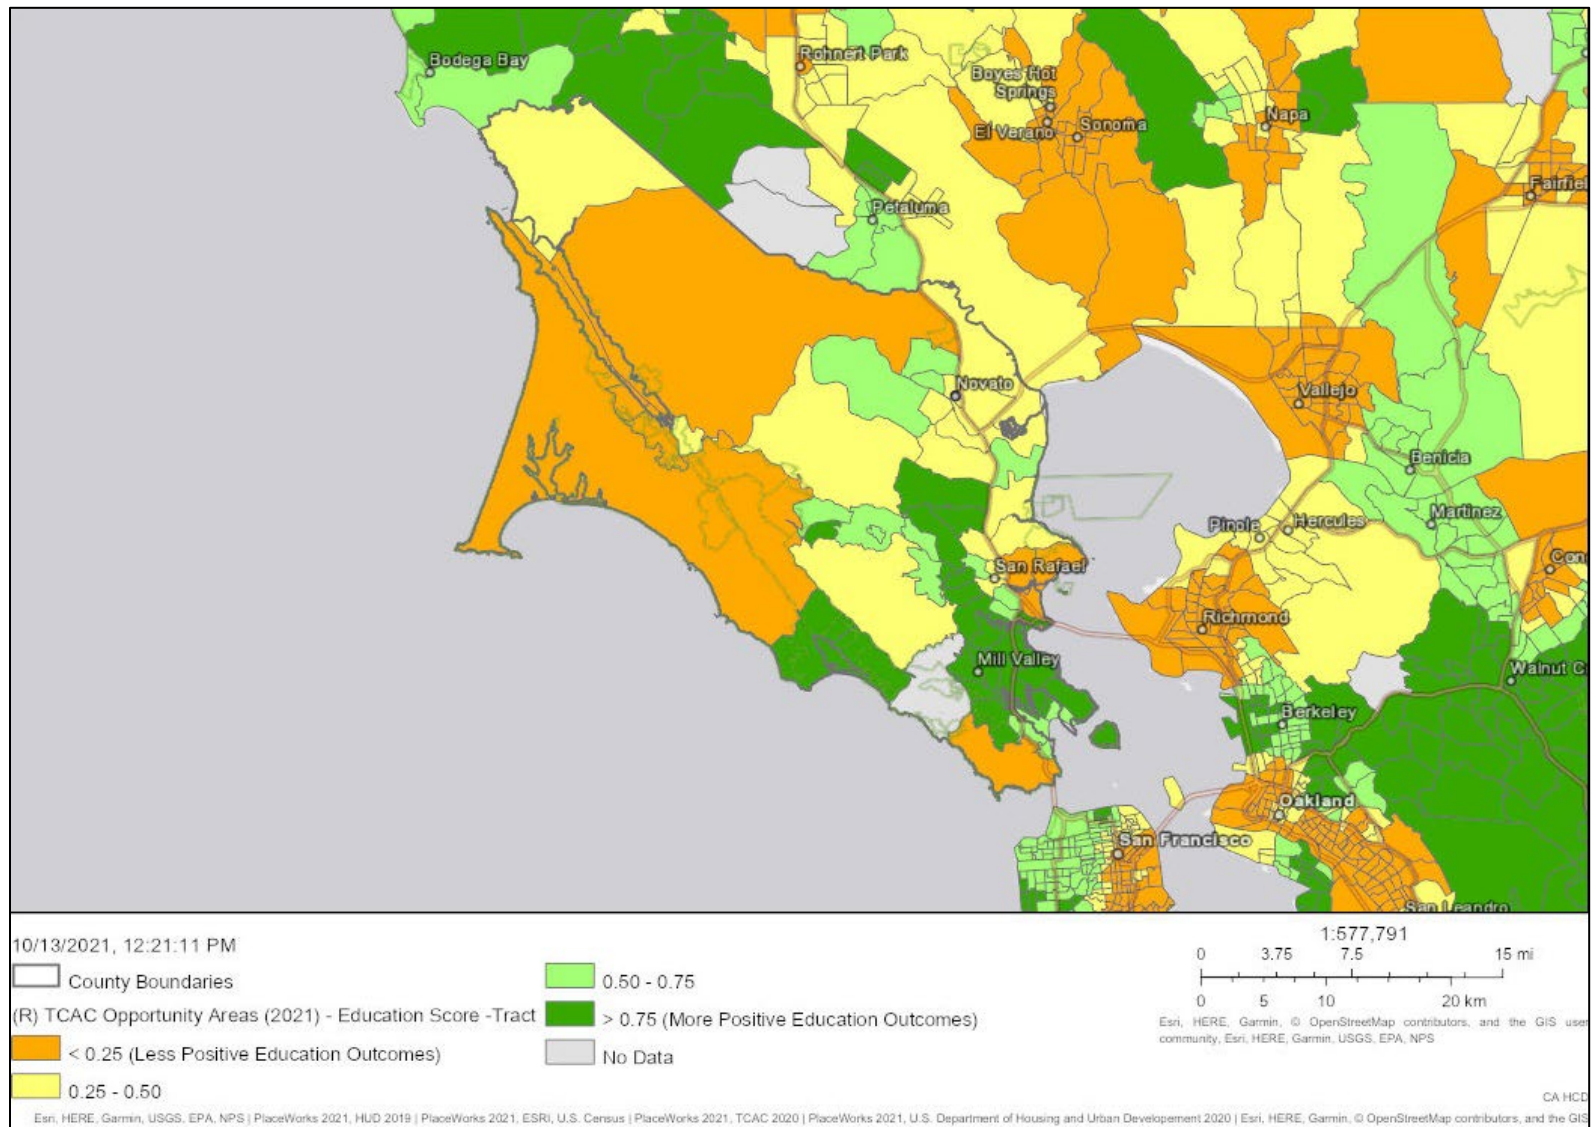 Bodega Bay
Rohnert Park
Boyes Hot
Springs
El Verano
Sonoma
Napa
Fairfiel
Petaluma
Novato
Vallejo
Benicia
Martinez
Pinole
Hercules
Con
San Rafael
Richmond
Mill Valley
Walnut C
Berkeley
Oakland
San Francisco
San Leandro
10/13/2021, 12:21:11 PM
County Boundaries
(R) TCAC Opportunity Areas (2021) - Education Score -Tract
< 0.25 (Less Positive Education Outcomes)
0.25 - 0.50
0.50 - 0.75
> 0.75 (More Positive Education Outcomes)
No Data
1:577,791
0 3.75 7.5 15 mi
0 5 10 20 km
Esri, HERE, Garmin, © OpenStreetMap contributors, and the GIS user
community, Esri, HERE, Garmin, USGS, EPA, NPS
CA HCD
Esri, HERE, Garmin, USGS, EPA, NPS | PlaceWorks 2021, HUD 2019 | PlaceWorks 2021, ESRI, U.S. Census | PlaceWorks 2021, TCAC 2020 | PlaceWorks 2021, U.S. Department of Housing and Urban Developement 2020 | Esri, HERE, Garmin, © OpenStreetMap contributors, and the GIS